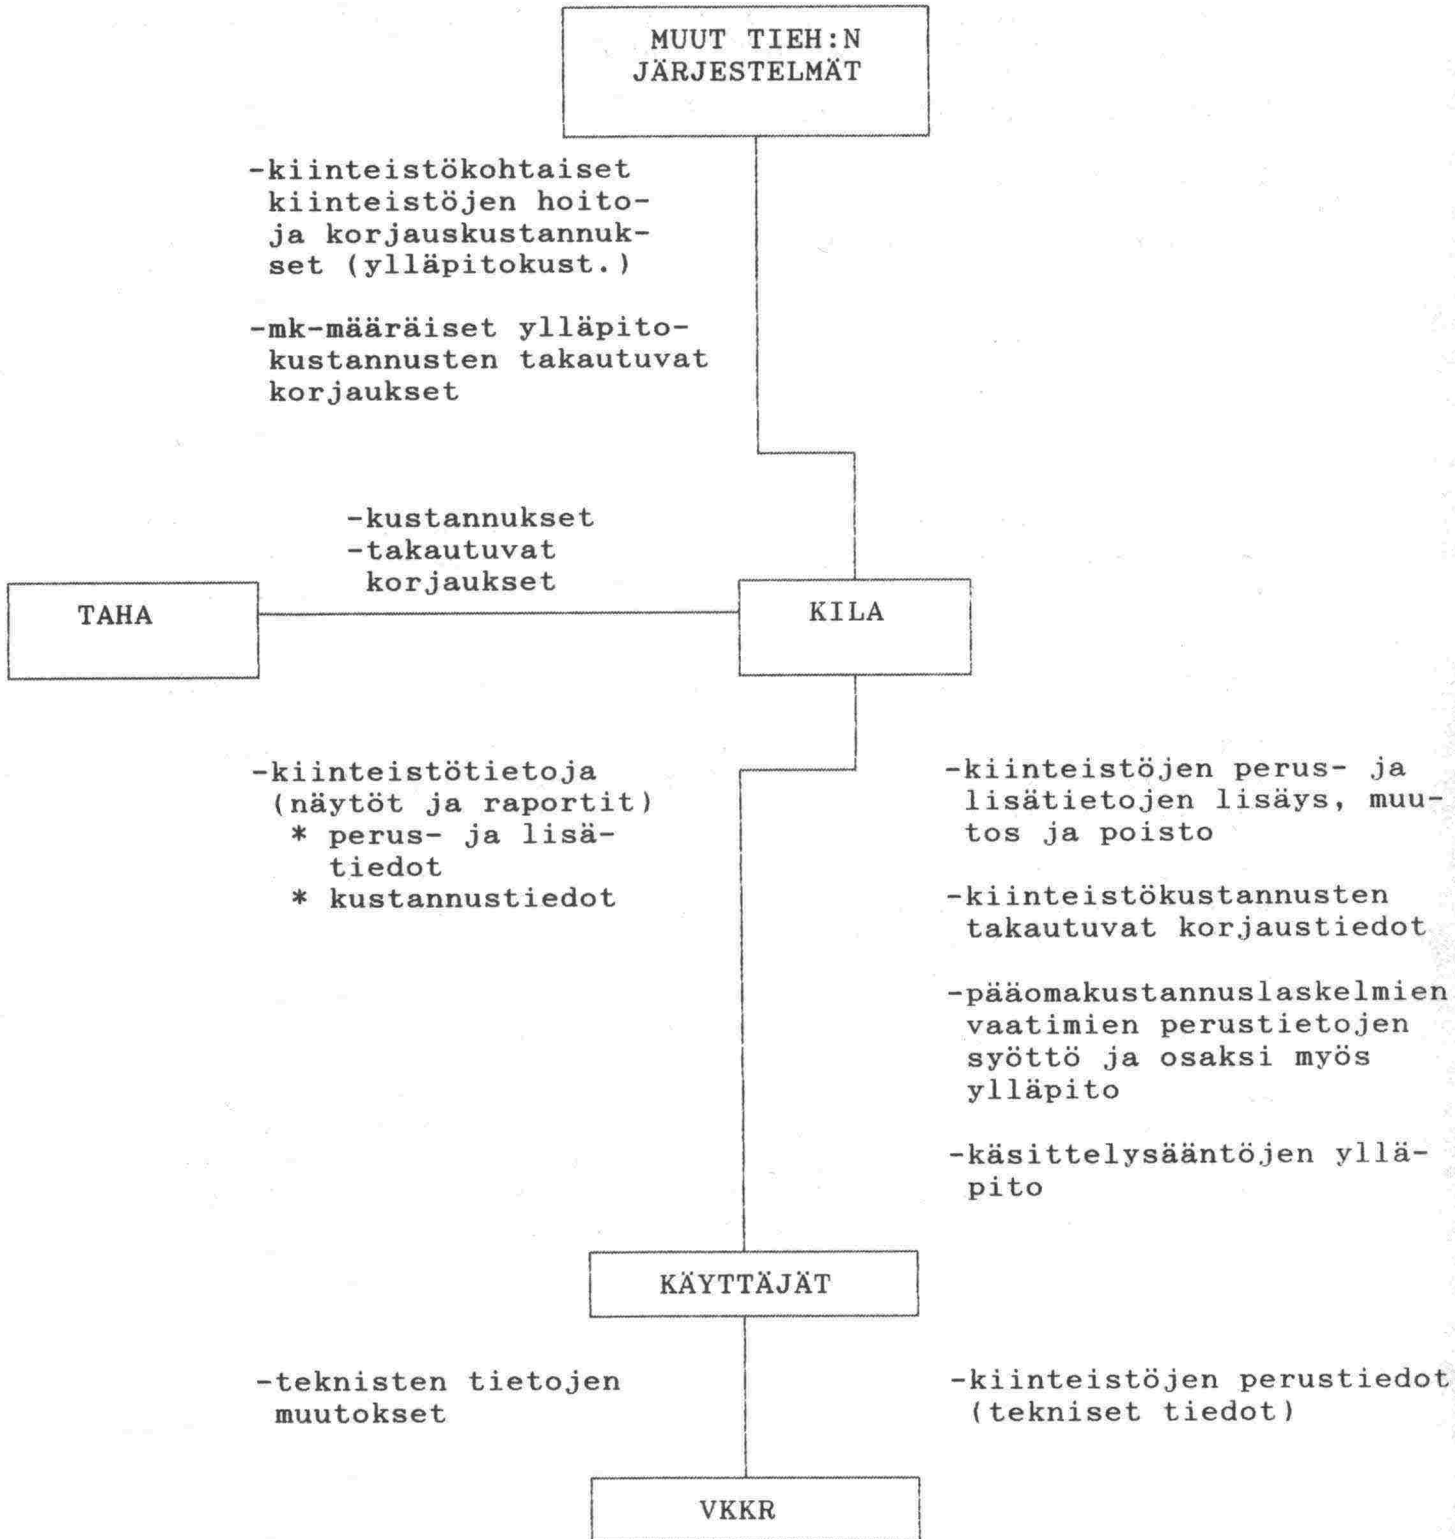 MUUT TIEH:N
JÄRJESTELMÄT
-kiinteistökohtaiset
kiinteistöjen hoito-
ja korjauskustannuk-
set (ylläpitokust.)
-mk-määräiset ylläpito-
kustannusten takautuvat
korjaukset
-kustannukset
-takautuvat
korjaukset
TAHA
KILA
-kiinteistötietoja
(näytöt ja raportit)
* perus- ja lisä-
tiedot
* kustannustiedot
-kiinteistöjen perus- ja
lisätietojen lisäys, muu-
tos ja poisto
-kiinteistökustannusten
takautuvat korjaustiedot
-pääomakustannuslaskelmien
vaatimien perustietojen
syöttö ja osaksi myös
ylläpito
-käsittelysääntöjen yllä-
pito
KÄYTTÄJÄT
-teknisten tietojen
muutokset
-kiinteistöjen perustiedot
(tekniset tiedot)
VKKR